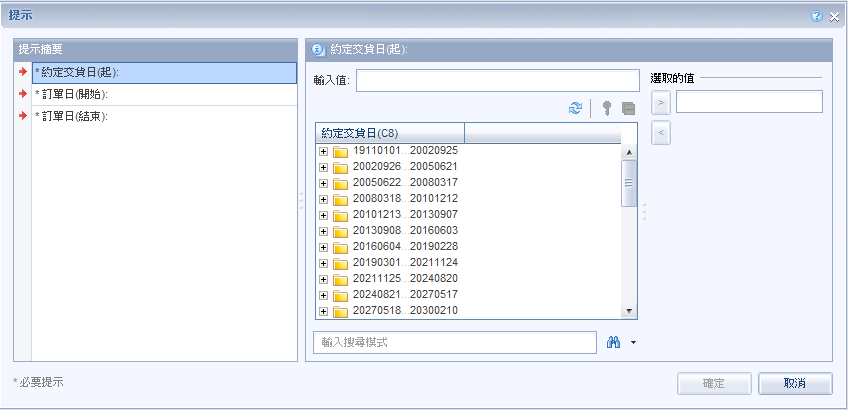 提示
提示摘要
* 約定交貨日(起):
* 訂單日(開始):
* 訂單日(結束):
約定交貨日(起):
輸入值:
選取的值
>
<
約定交貨日(C8)
19110101...20020925
20020926...20050621
20050622...20080317
20080318...20101212
20101213...20130907
20130908...20160603
20160604...20190228
20190301...20211124
20211125...20240820
20240821...20270517
20270518...20300210
輸入搜尋模式
* 必要提示
確定
取消